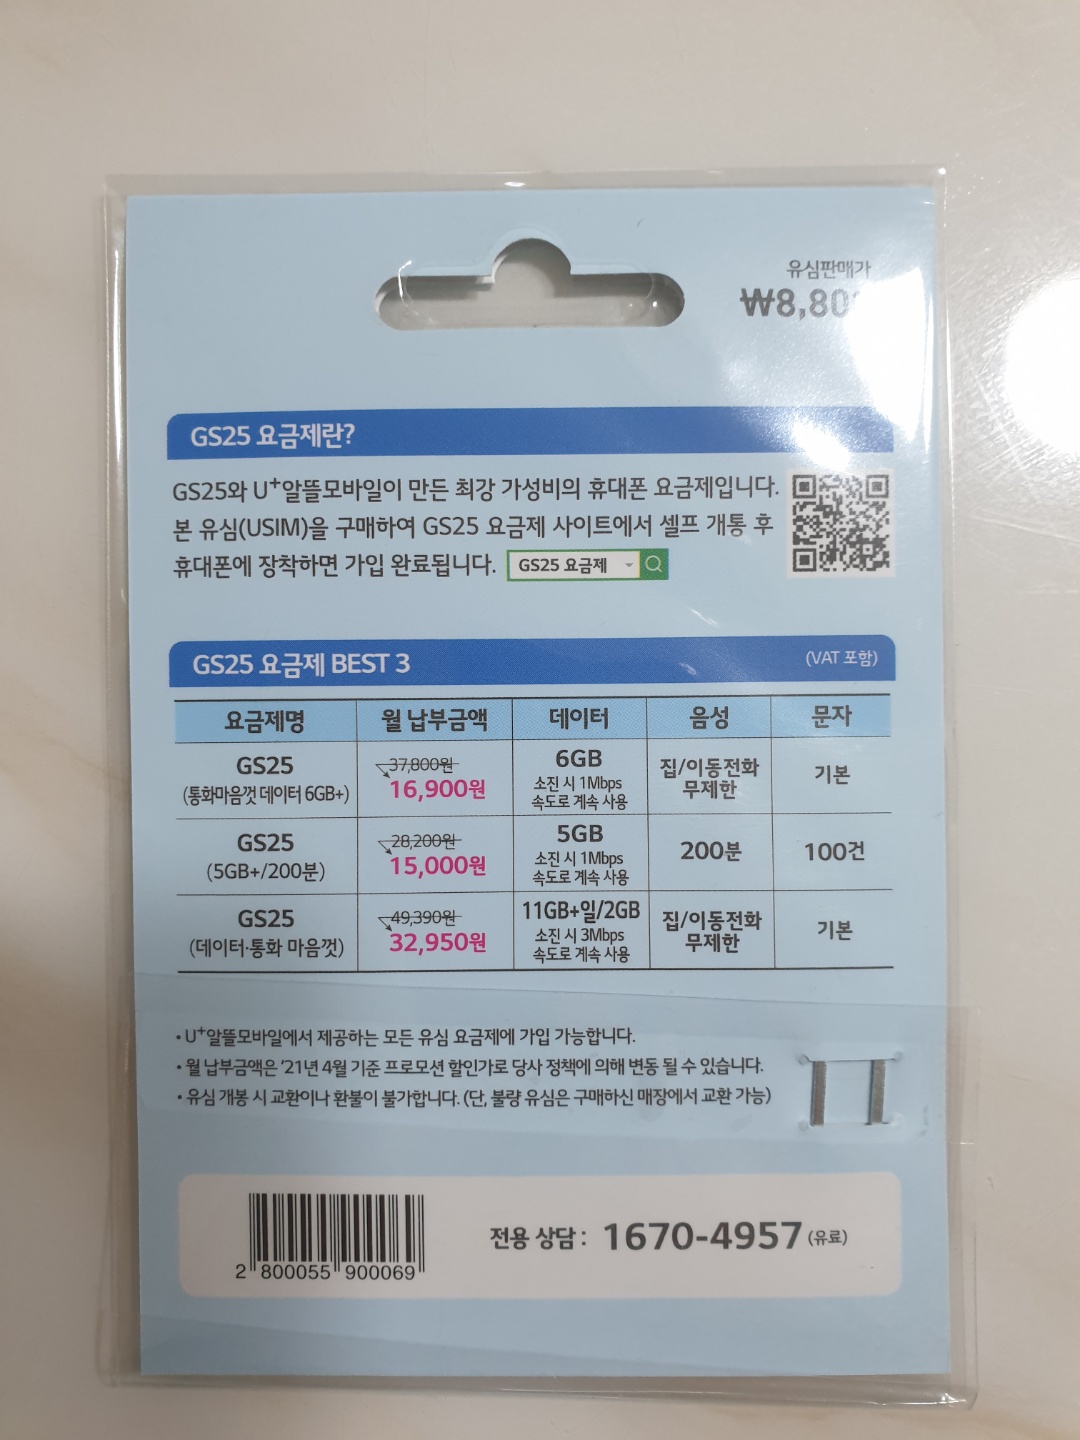 유심판매가
GS25 요금제란?
GS25와 U+알뜰모바일이 만든 최강 가성비의 휴대폰 요금제입니다.
본 유심(USIM)을 구매하여 GS25 요금제 사이트에서 셀프 개통 후
휴대폰에 장착하면 가입 완료됩니다. GS25 요금제
GS25 요금제 BEST 3 (VAT 포함)
요금제명 월 납부금액 데이터 음성 문자
GS25
(통화마음껏 데이터 6GB+)
37,800원
16,900원
6GB
소진 시 1Mbps
속도로 계속 사용
집/이동전화
무제한
기본
GS25
(5GB+/200분)
28,200원
15,000원
5GB
소진 시 1Mbps
속도로 계속 사용
200분
100건
GS25
(데이터·통화 마음껏)
49,390원
32,950원
11GB+일/2GB
소진 시 3Mbps
속도로 계속 사용
집/이동전화
무제한
기본
• U+알뜰모바일에서 제공하는 모든 유심 요금제에 가입 가능합니다.
• 월 납부금액은 '21년 4월 기준 프로모션 할인가로 당사 정책에 의해 변동 될 수 있습니다.
• 유심 개봉 시 교환이나 환불이 불가합니다. (단, 불량 유심은 구매하신 매장에서 교환 가능)
2 800055 900069
전용 상담 : 1670-4957 (유료)